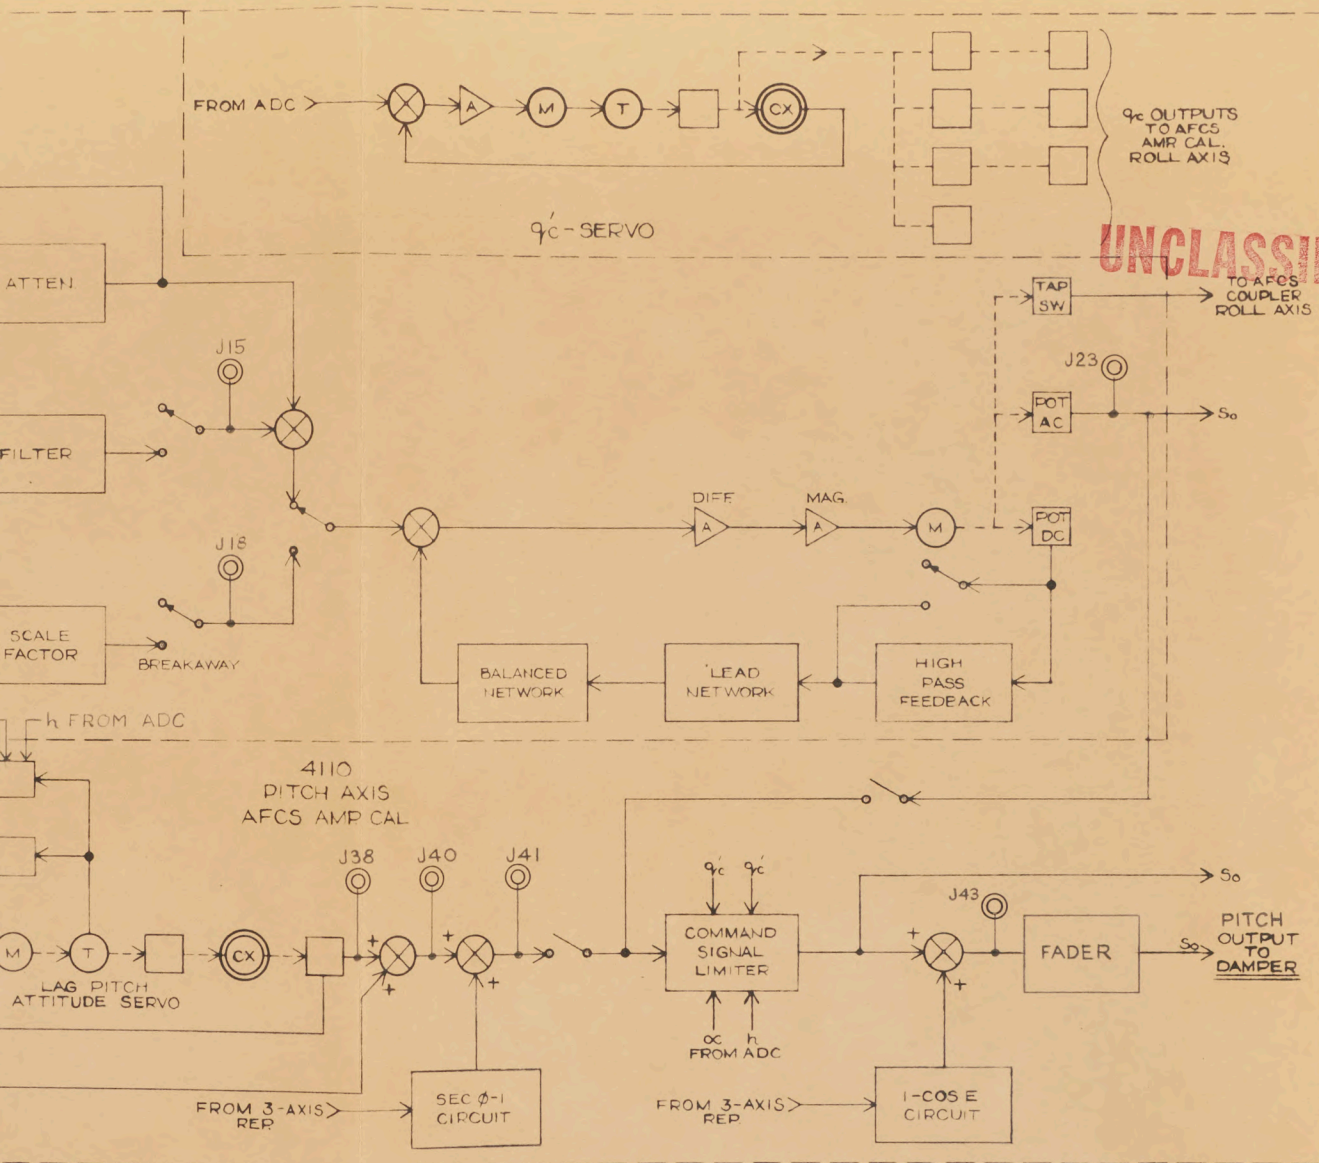 FROM ADC
A
M
T
CX
q'c OUTPUTS
TO AFCS
AMP. CAL.
ROLL AXIS
q'c - SERVO
ATTEN
TAP
SW
TO AFCS
COUPLER
ROLL AXIS
J15
J23
POT
AC
So
FILTER
DIFF.
A
MAG.
A
M
POT
DC
J18
SCALE
FACTOR
BREAKAWAY
BALANCED
NETWORK
LEAD
NETWORK
HIGH
PASS
FEEDBACK
h FROM ADC
4110
PITCH AXIS
AFCS AMP CAL
J38
J40
J41
q'c
q'c
So
J43
COMMAND
SIGNAL
LIMITER
FADER
So
PITCH
OUTPUT
TO
DAMPER
M
T
CX
+
+
+
+
+
+
LAG PITCH
ATTITUDE SERVO
∝ h
FROM ADC
FROM 3-AXIS
REP.
SEC Φ-1
CIRCUIT
FROM 3-AXIS
REP.
1-COS E
CIRCUIT